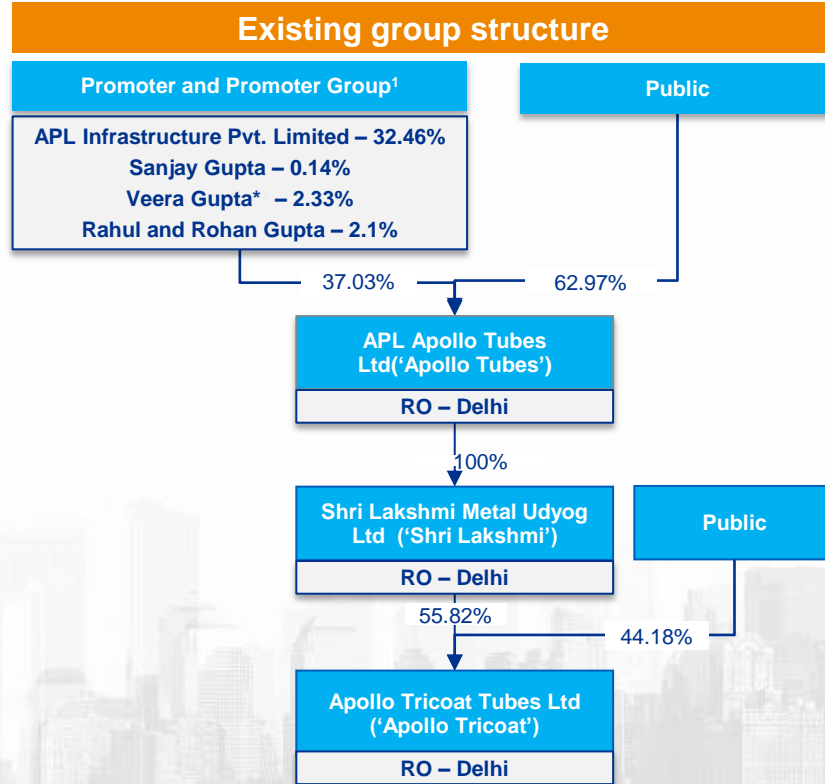 Existing group structure
Promoter and Promoter Group¹
Public
APL Infrastructure Pvt. Limited – 32.46%
Sanjay Gupta – 0.14%
Veera Gupta* – 2.33%
Rahul and Rohan Gupta – 2.1%
37.03%
62.97%
APL Apollo Tubes
Ltd(‘Apollo Tubes’)
RO – Delhi
100%
Shri Lakshmi Metal Udyog
Ltd (‘Shri Lakshmi’)
Public
RO – Delhi
55.82%
44.18%
Apollo Tricoat Tubes Ltd
(‘Apollo Tricoat’)
RO – Delhi